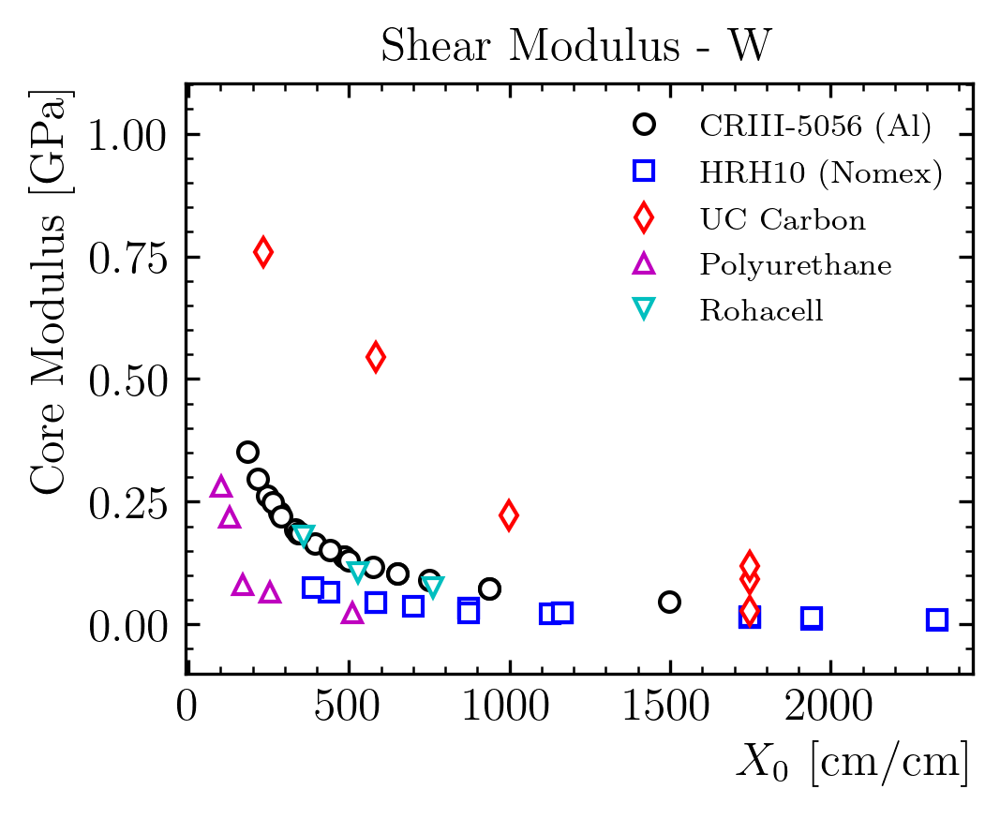 Shear Modulus - W
Core Modulus [GPa]
1.00
0.75
0.50
0.25
0.00
CRIII-5056 (Al)
HRH10 (Nomex)
UC Carbon
Polyurethane
Rohacell
0 500 1000 1500 2000
X₀ [cm/cm]